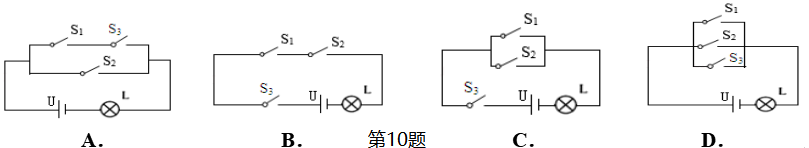 S1 S3
S2
U L
A.
S1 S2
S3 U L
B.
第10题
S1
S2
S3 U L
C.
S1
S2
S3
U L
D.